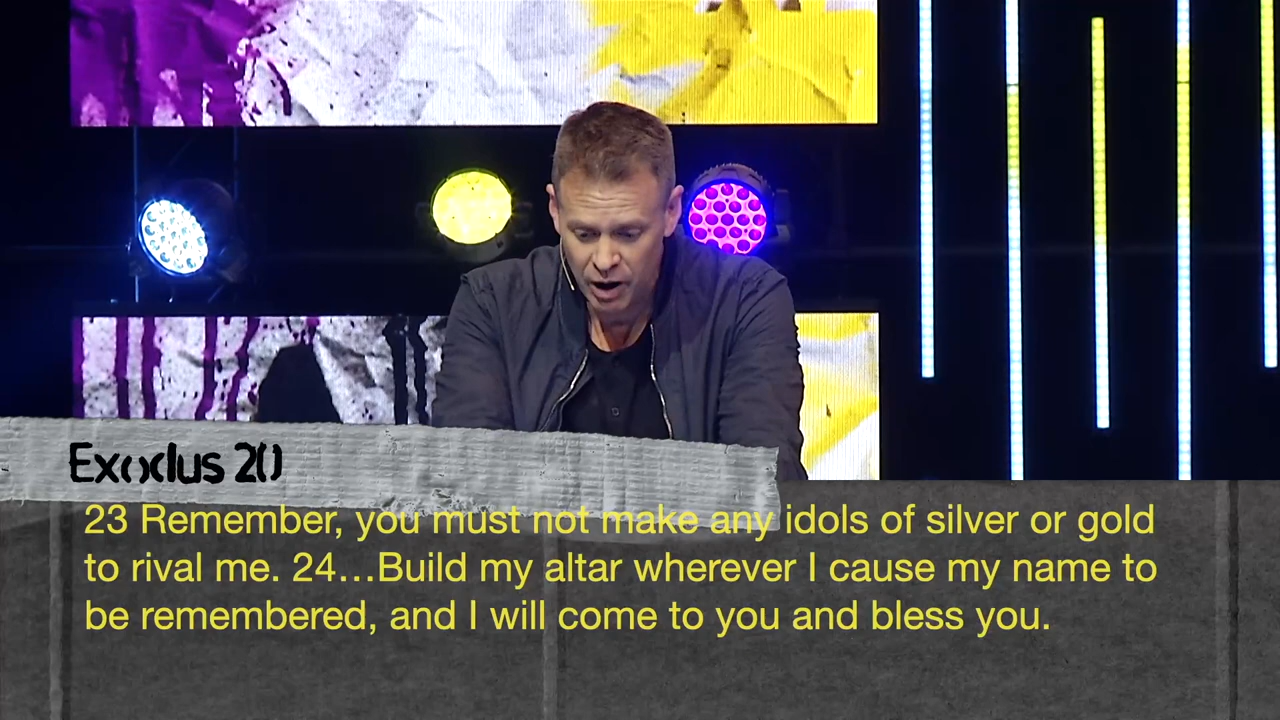 Exodus 20
23 Remember, you must not make any idols of silver or gold
to rival me. 24...Build my altar wherever I cause my name to
be remembered, and I will come to you and bless you.